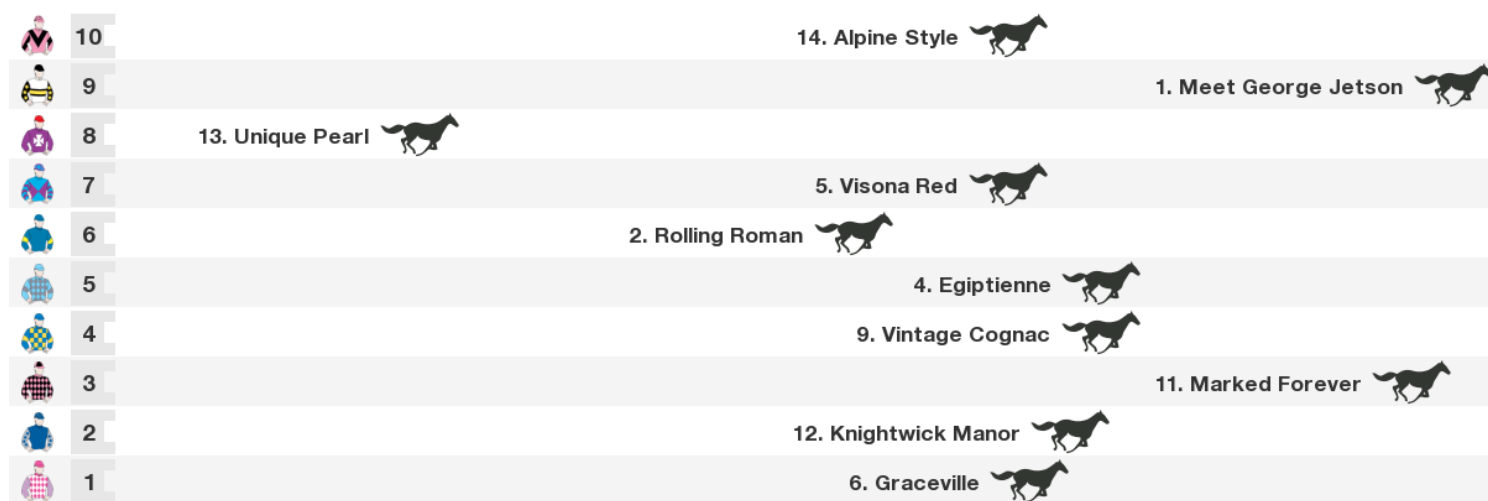 10 14. Alpine Style
9 1. Meet George Jetson
8 13. Unique Pearl
7 5. Visona Red
6 2. Rolling Roman
5 4. Egiptienne
4 9. Vintage Cognac
3 11. Marked Forever
2 12. Knightwick Manor
1 6. Graceville